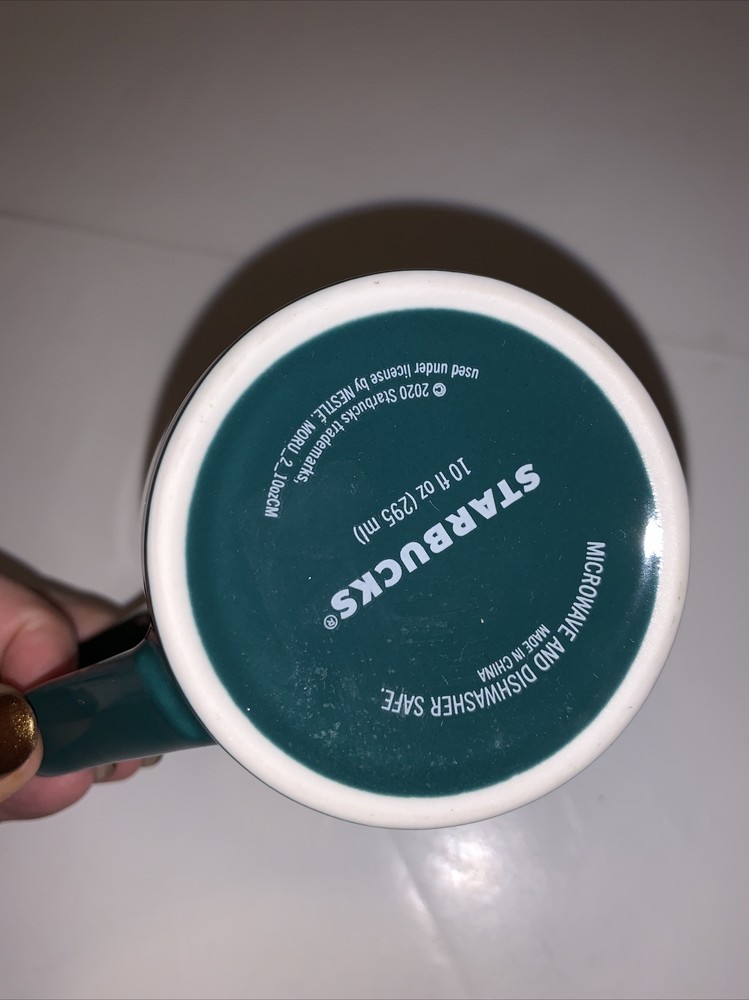 MICROWAVE AND DISHWASHER SAFE.
MADE IN CHINA
STARBUCKS®
10 fl oz (295 ml)
© 2020 Starbucks trademarks,
used under license by NESTLÉ. MORU_2_10ozCM